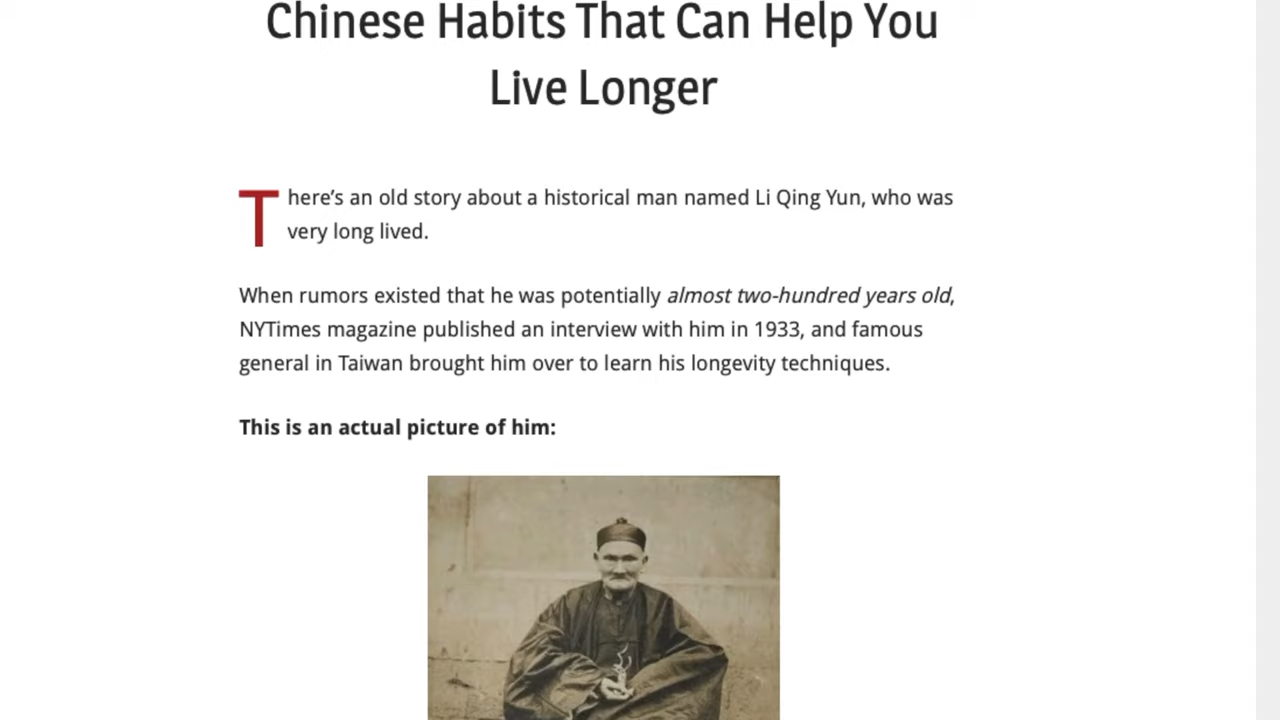 Chinese Habits That Can Help You
Live Longer
There’s an old story about a historical man named Li Qing Yun, who was
very long lived.
When rumors existed that he was potentially almost two-hundred years old,
NYTimes magazine published an interview with him in 1933, and famous
general in Taiwan brought him over to learn his longevity techniques.
This is an actual picture of him: